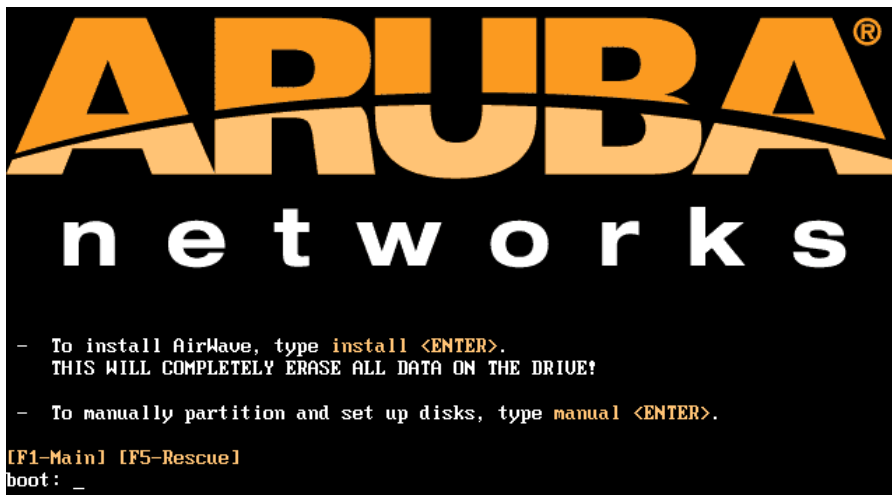 ARUBA®
networks
- To install AirWave, type install <ENTER>.
THIS WILL COMPLETELY ERASE ALL DATA ON THE DRIVE!
- To manually partition and set up disks, type manual <ENTER>.
[F1-Main] [F5-Rescue]
boot: _